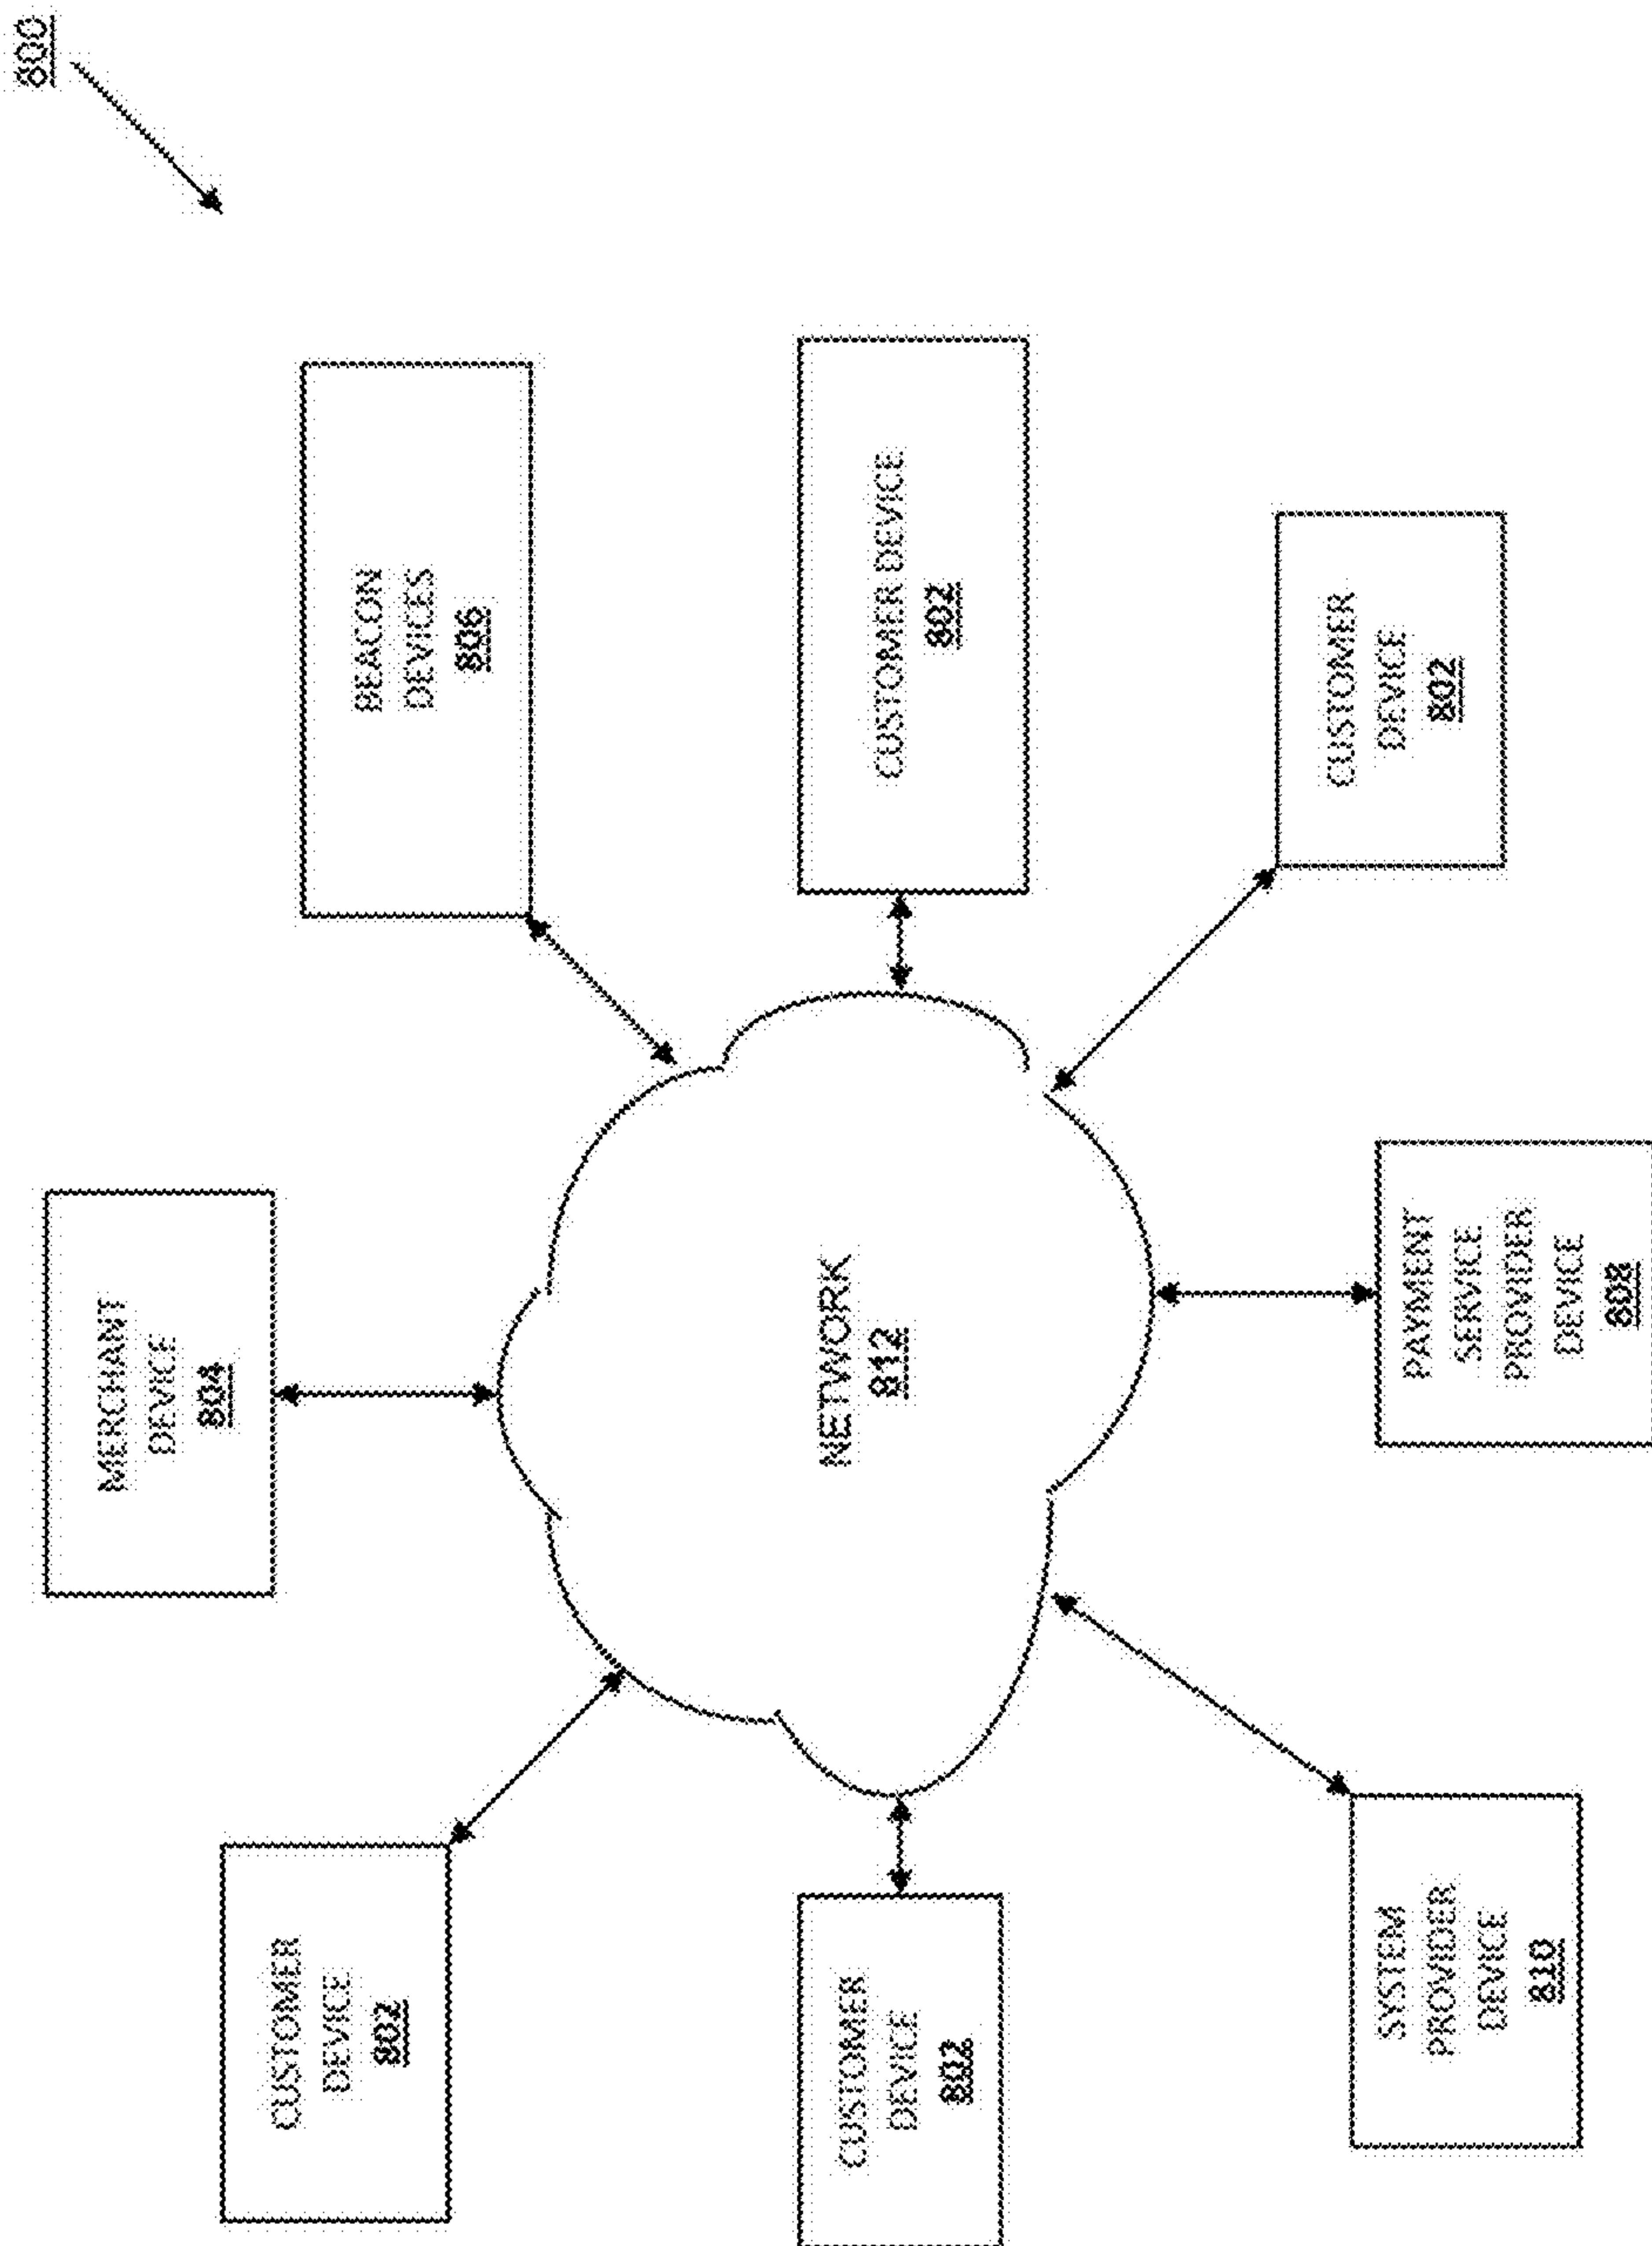 800
CUSTOMER
DEVICE
802
MERCHANT
DEVICE
804
BEACON
DEVICES
806
CUSTOMER
DEVICE
802
NETWORK
812
CUSTOMER DEVICE
802
SYSTEM
PROVIDER
DEVICE
810
PAYMENT
SERVICE
PROVIDER
DEVICE
808
CUSTOMER
DEVICE
802